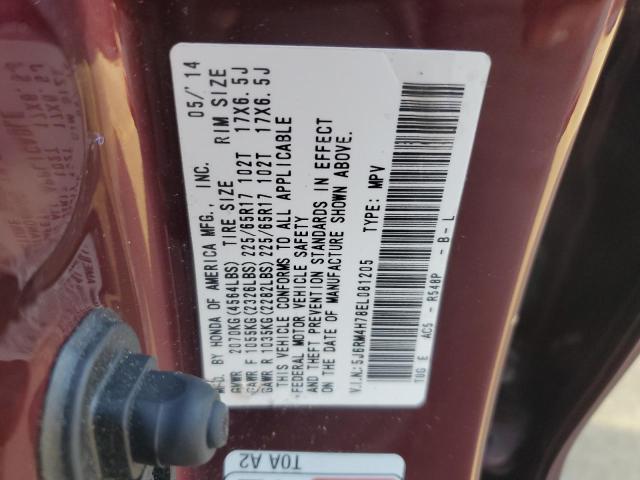 MFD. BY HONDA OF AMERICA MFG., INC. 05/'14
GVWR 2070KG(4564LBS) TIRE SIZE RIM SIZE
GAWR F 1055KG(2326LBS) 225/65R17 102T 17X6.5J
GAWR R 1035KG(2282LBS) 225/65R17 102T 17X6.5J
THIS VEHICLE CONFORMS TO ALL APPLICABLE
FEDERAL MOTOR VEHICLE SAFETY
AND THEFT PREVENTION STANDARDS IN EFFECT
ON THE DATE OF MANUFACTURE SHOWN ABOVE.
V.I.N.: 5J6RM4H78EL081205 TYPE: MPV
TBG E AC5 - R548P - B - L
T0A A2